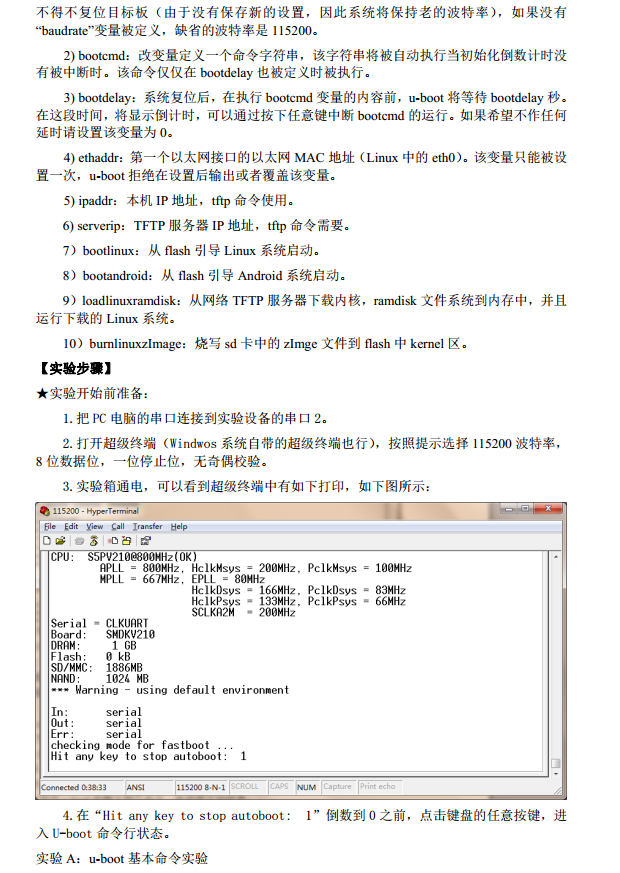 不得不复位目标板（由于没有保存新的设置，因此系统将保持老的波特率），如果没有
“baudrate”变量被定义，缺省的波特率是 115200。
2) bootcmd：改变量定义一个命令字符串，该字符串将被自动执行当初始化倒数计时没
有被中断时。该命令仅仅在 bootdelay 也被定义时被执行。
3) bootdelay：系统复位后，在执行 bootcmd 变量的内容前，u-boot 将等待 bootdelay 秒。
在这段时间，将显示倒计时，可以通过按下任意键中断 bootcmd 的运行。如果希望不作任何
延时请设置该变量为 0。
4) ethaddr：第一个以太网接口的以太网 MAC 地址（Linux 中的 eth0）。该变量只能被设
置一次，u-boot 拒绝在设置后输出或者覆盖该变量。
5) ipaddr：本机 IP 地址，tftp 命令使用。
6) serverip：TFTP 服务器 IP 地址，tftp 命令需要。
7）bootlinux：从 flash 引导 Linux 系统启动。
8）bootandroid：从 flash 引导 Android 系统启动。
9）loadlinuxramdisk：从网络 TFTP 服务器下载内核，ramdisk 文件系统到内存中，并且
运行下载的 Linux 系统。
10）burnlinuxzImage：烧写 sd 卡中的 zImge 文件到 flash 中 kernel 区。
【实验步骤】
★实验开始前准备：
1. 把 PC 电脑的串口连接到实验设备的串口 2。
2. 打开超级终端（Windwos 系统自带的超级终端也行），按照提示选择 115200 波特率，
8 位数据位，一位停止位，无奇偶校验。
3. 实验箱通电，可以看到超级终端中有如下打印，如下图所示：
115200 - HyperTerminal
File Edit View Call Transfer Help
CPU: S5PV210@800MHz(OK)
APLL = 800MHz, HclkMsys = 200MHz, PclkMsys = 100MHz
MPLL = 667MHz, EPLL = 80MHz
HclkDsys = 166MHz, PclkDsys = 83MHz
HclkPsys = 133MHz, PclkPsys = 66MHz
SCLKA2M = 200MHz
Serial = CLKUART
Board: SMDKV210
DRAM: 1 GB
Flash: 0 kB
SD/MMC: 1886MB
NAND: 1024 MB
*** Warning - using default environment
In: serial
Out: serial
Err: serial
checking mode for fastboot ...
Hit any key to stop autoboot: 1
Connected 0:38:33 ANSI 115200 8-N-1 SCROLL CAPS NUM Capture Print echo
4. 在“Hit any key to stop autoboot: 1”倒数到 0 之前，点击键盘的任意按键，进
入 U-boot 命令行状态。
实验 A：u-boot 基本命令实验